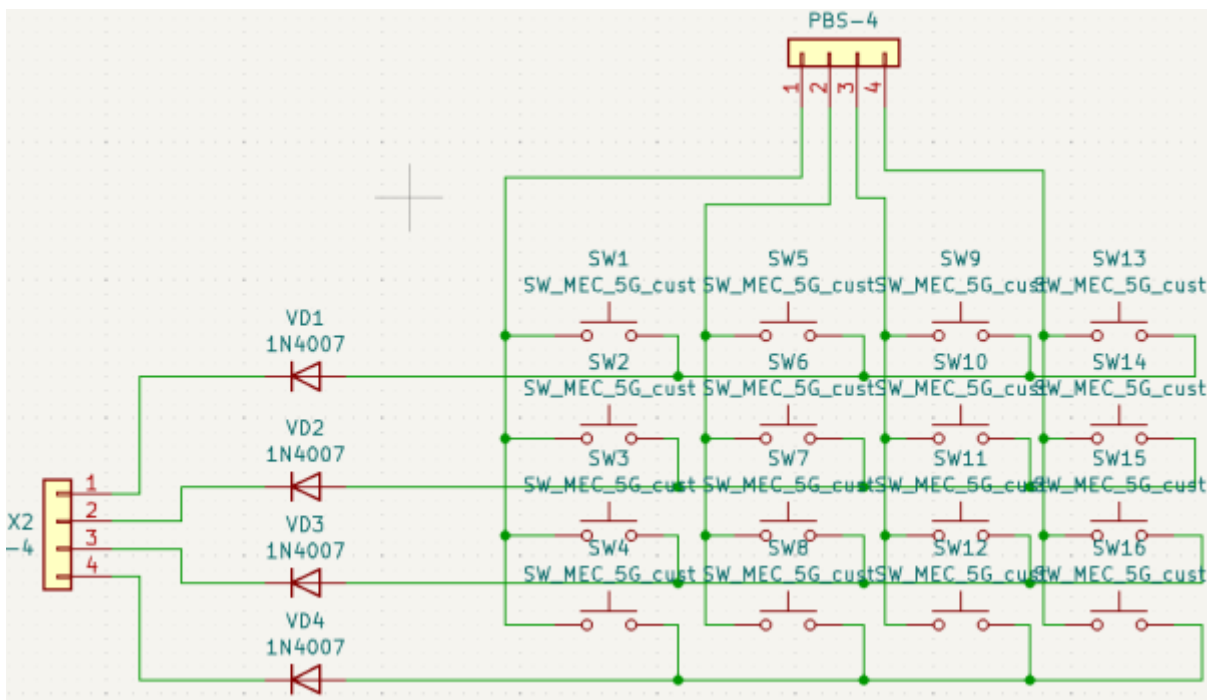 PBS-4
1 2 3 4
SW1 SW5 SW9 SW13
SW_MEC_5G_cust SW_MEC_5G_cust SW_MEC_5G_cust SW_MEC_5G_cust
VD1
1N4007
SW2 SW6 SW10 SW14
SW_MEC_5G_cust SW_MEC_5G_cust SW_MEC_5G_cust SW_MEC_5G_cust
VD2
1N4007
SW3 SW7 SW11 SW15
SW_MEC_5G_cust SW_MEC_5G_cust SW_MEC_5G_cust SW_MEC_5G_cust
X2
-4
1
2
3
4
VD3
1N4007
SW4 SW8 SW12 SW16
SW_MEC_5G_cust SW_MEC_5G_cust SW_MEC_5G_cust SW_MEC_5G_cust
VD4
1N4007